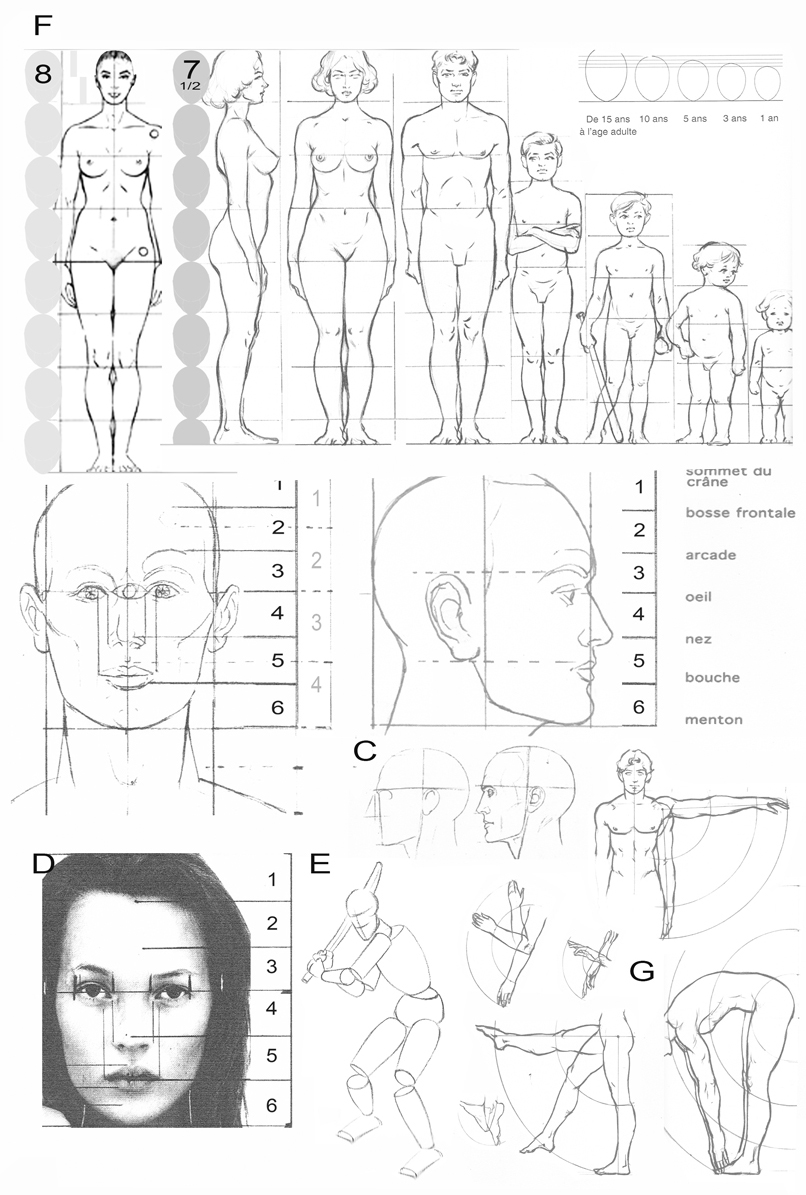 F
8
7
1/2
De 15 ans
à l'age adulte
10 ans
5 ans
3 ans
1 an
1
2
3
4
5
6
1
2
3
4
1
2
3
4
5
6
sommet du
crâne
bosse frontale
arcade
oeil
nez
bouche
menton
C
D
1
2
3
4
5
6
E
G